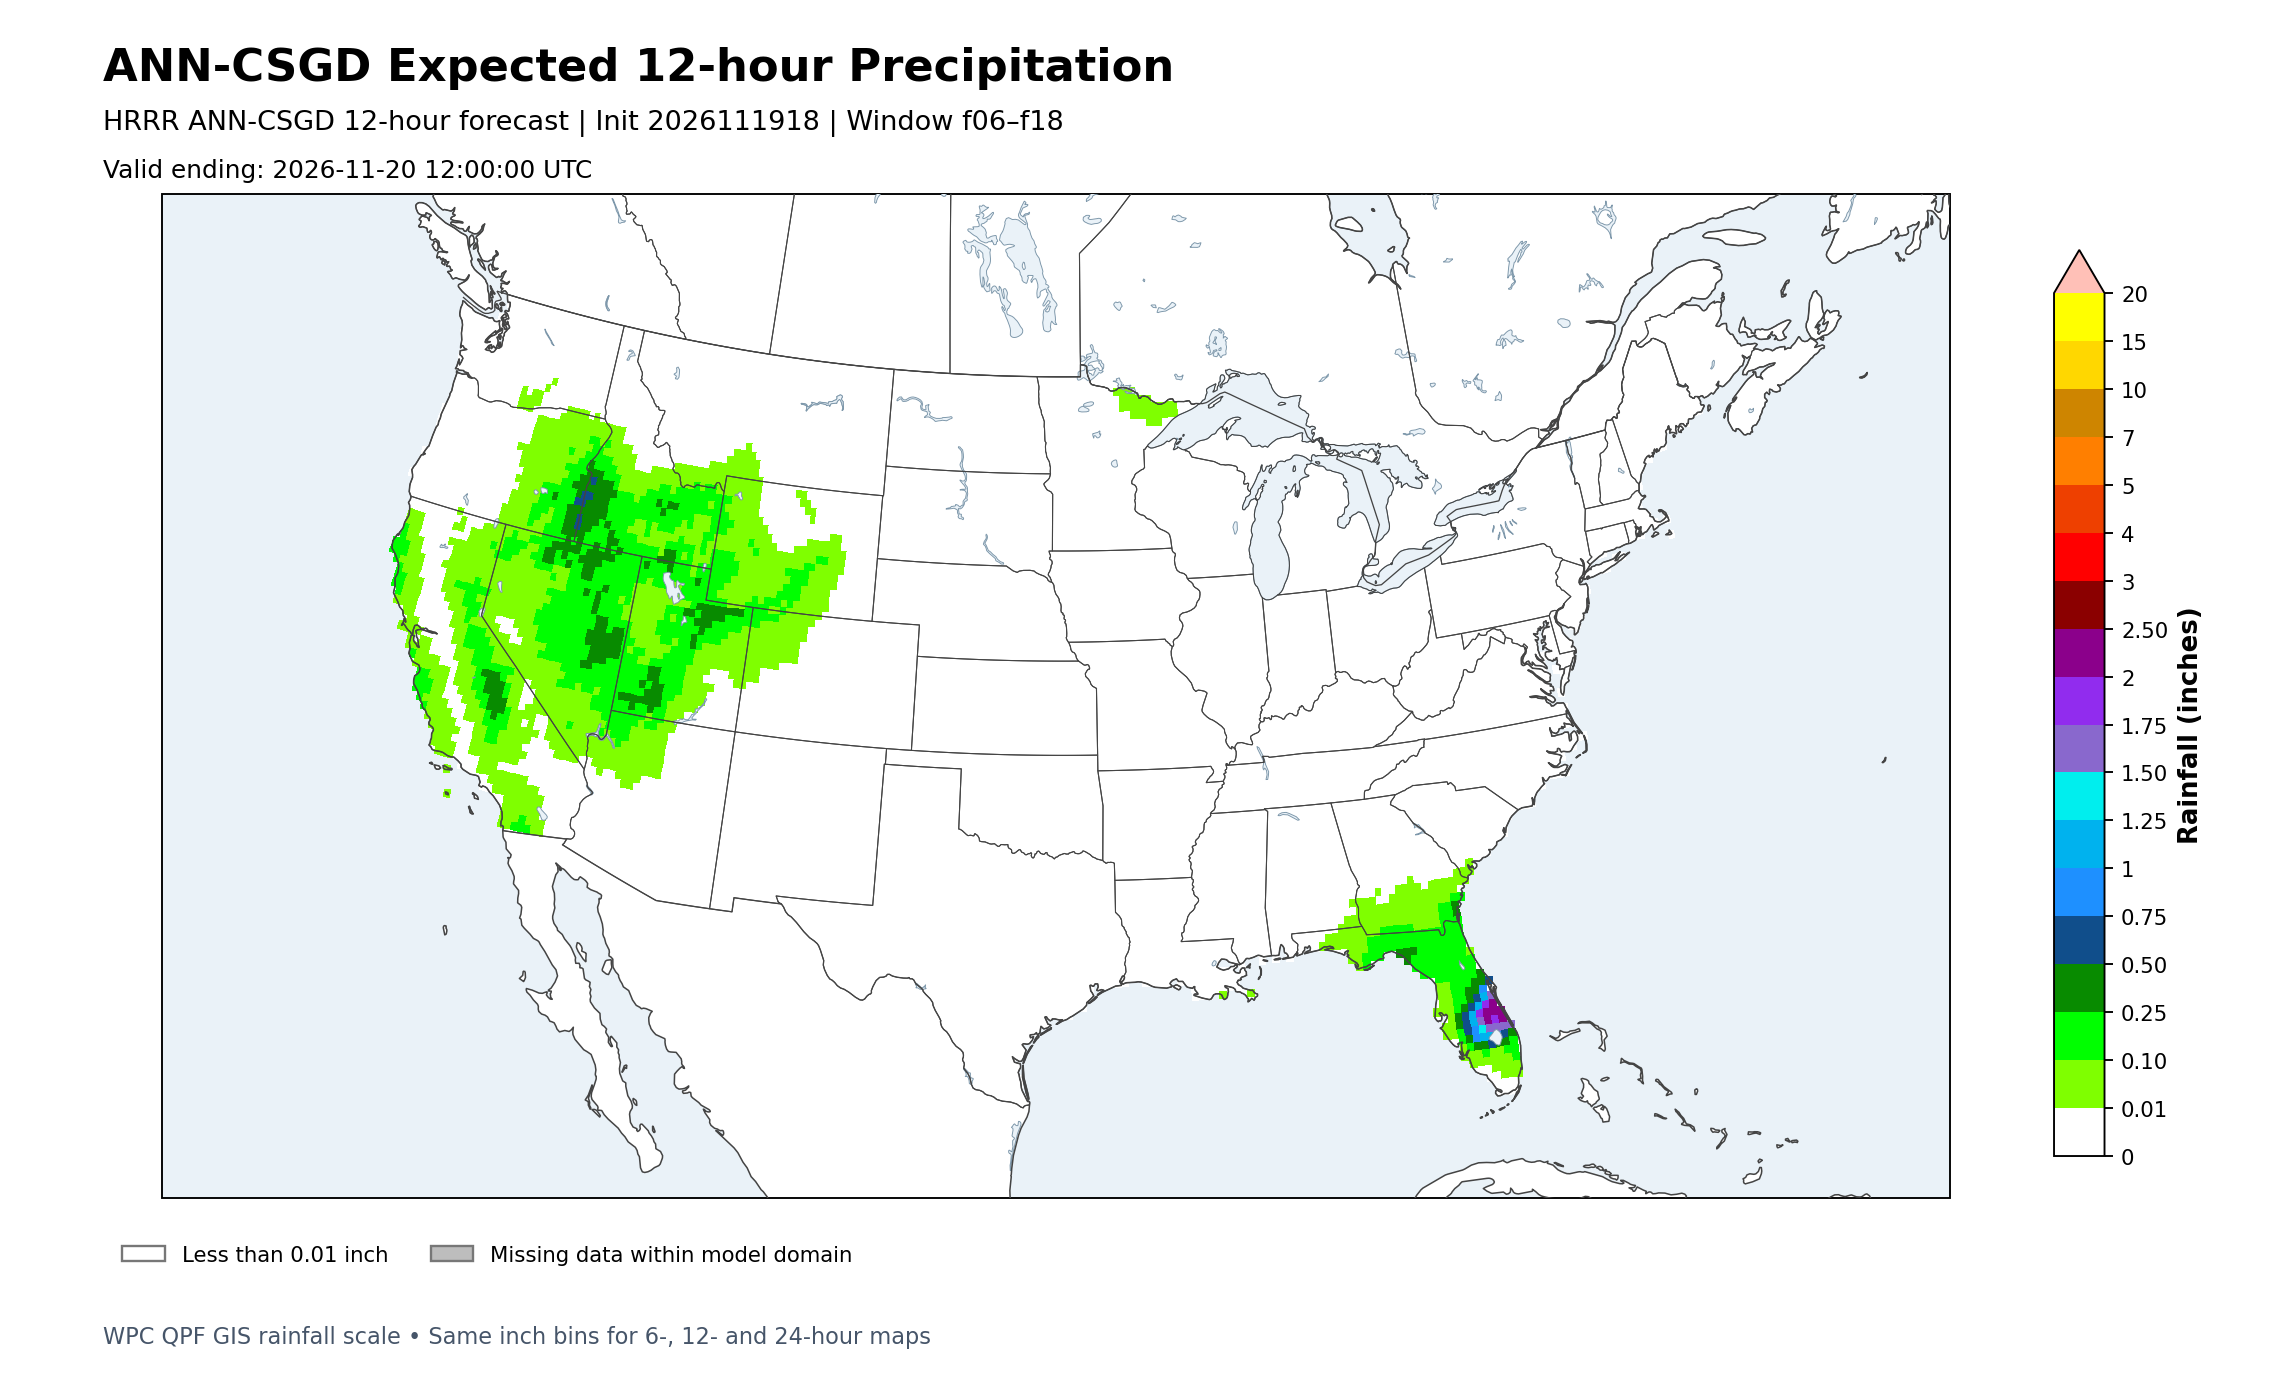 ANN-CSGD Expected 12-hour Precipitation
HRRR ANN-CSGD 12-hour forecast | Init 2026111918 | Window f06–f18
Valid ending: 2026-11-20 12:00:00 UTC
20
15
10
7
5
4
3
2.50
2
1.75
1.50
1.25
1
0.75
0.50
0.25
0.10
0.01
0
Rainfall (inches)
Less than 0.01 inch
Missing data within model domain
WPC QPF GIS rainfall scale • Same inch bins for 6-, 12- and 24-hour maps